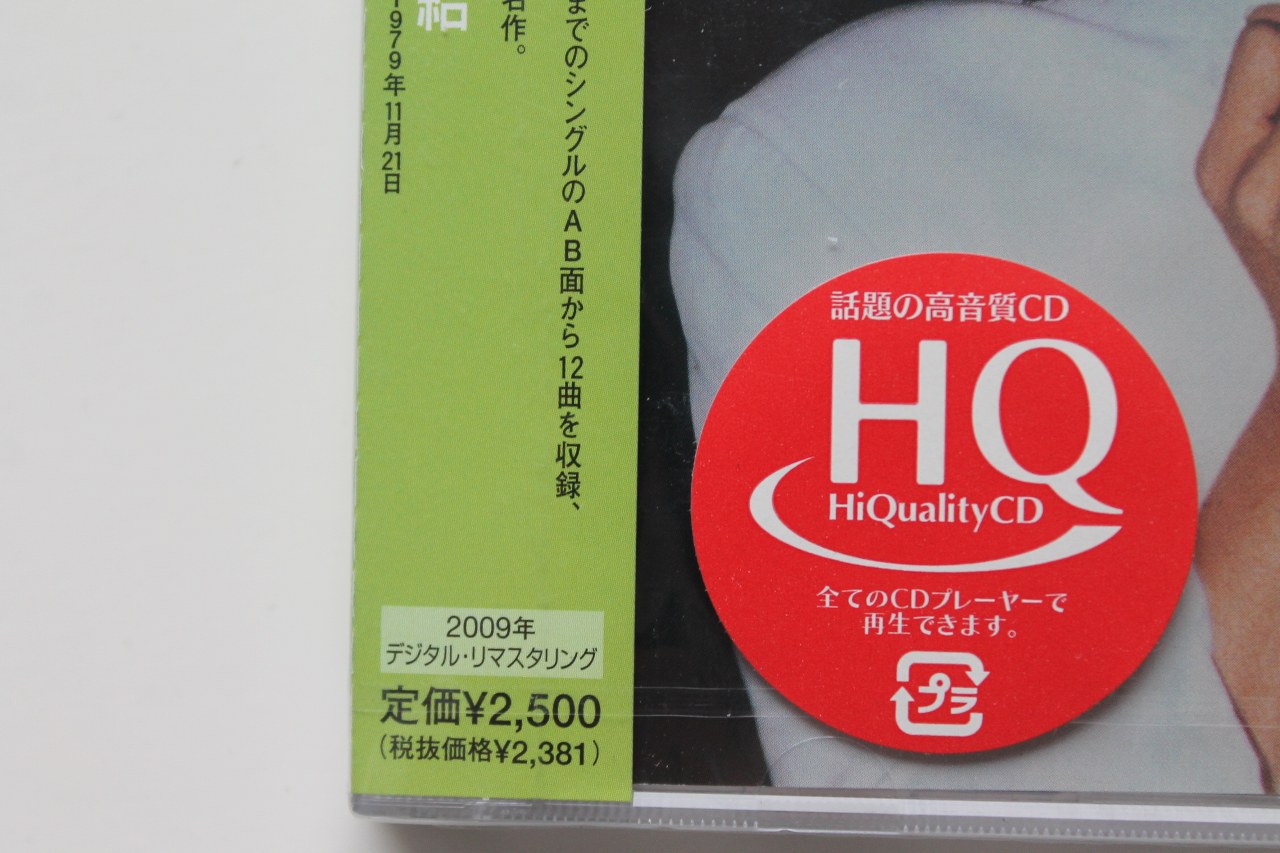 までのシングルのAB面から12曲を収録、
名作。
和
1979年11月21日
2009年
デジタル・リマスタリング
定価¥2,500
(税抜価格¥2,381)
話題の高音質CD
HQ
HiQualityCD
全てのCDプレーヤーで
再生できます。
プラ